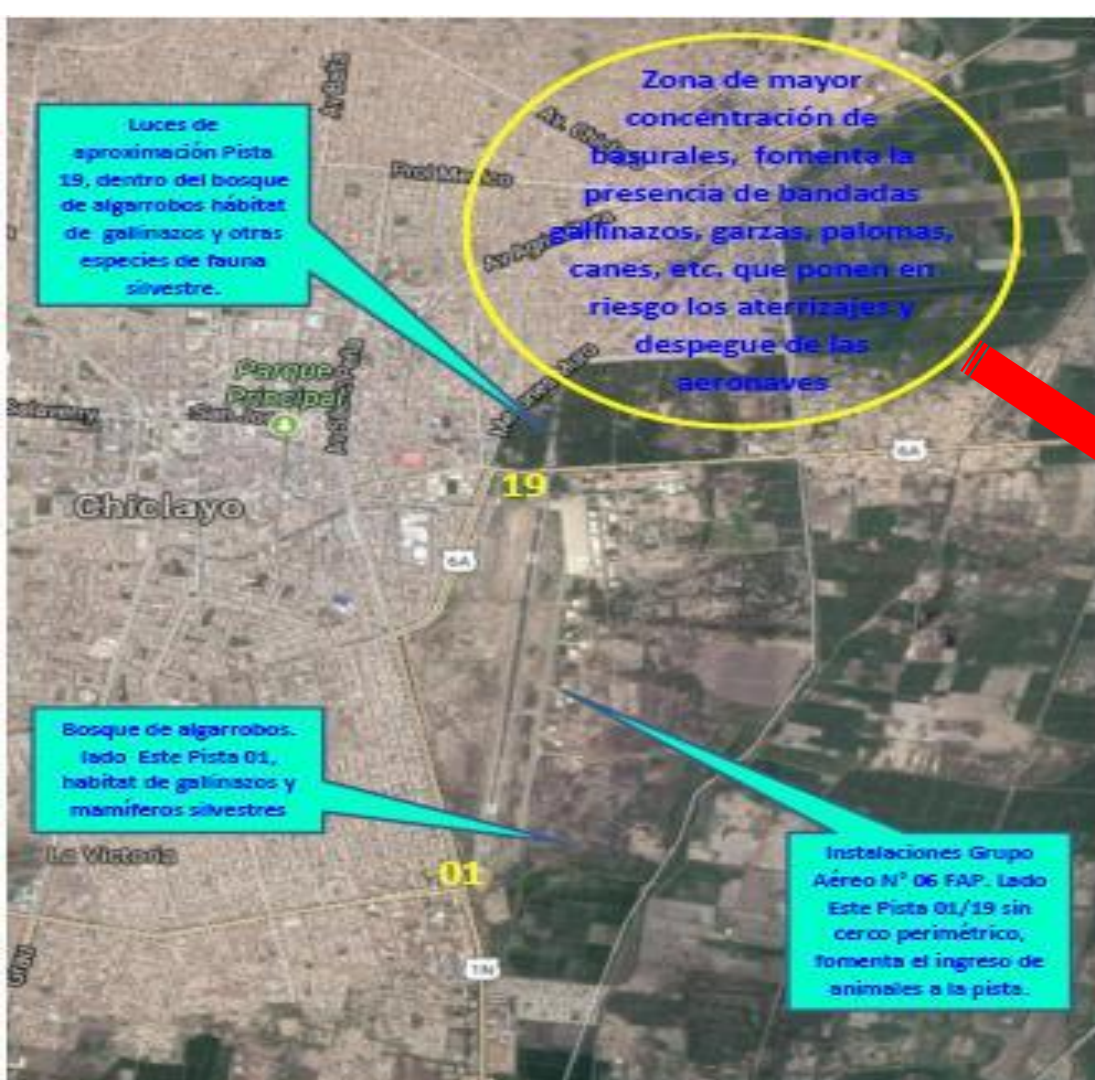 Zona de mayor
concentración de
basurales, fomenta la
presencia de bandadas
gallinazos, garzas, palomas,
canes, etc. que ponen en
riesgo los aterrizajes y
despegue de las
aeronaves
Luces de
aproximación Pista
19, dentro del bosque
de algarrobos hábitat
de gallinazos y otras
especies de fauna
silvestre.
Parque
Principal
6A
19
Chiclayo
6A
Bosque de algarrobos.
lado Este Pista 01,
habitat de gallinazos y
mamíferos silvestres
La Victoria
01
Instalaciones Grupo
Aéreo N° 06 FAP. Lado
Este Pista 01/19 sin
cerco perimétrico,
fomenta el ingreso de
animales a la pista.
1N